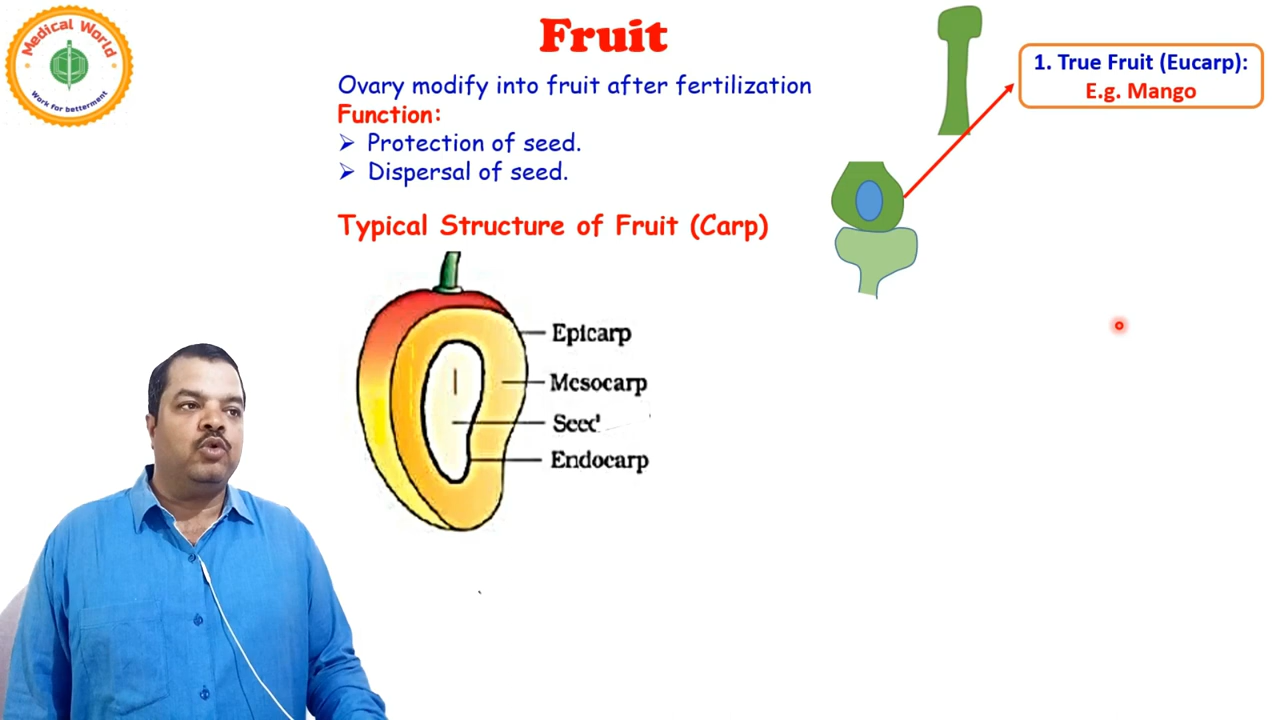 Medical World
Work for betterment
Fruit
Ovary modify into fruit after fertilization
Function:
➤ Protection of seed.
➤ Dispersal of seed.
Typical Structure of Fruit (Carp)
Epicarp
Mesocarp
Seed
Endocarp
1. True Fruit (Eucarp):
E.g. Mango